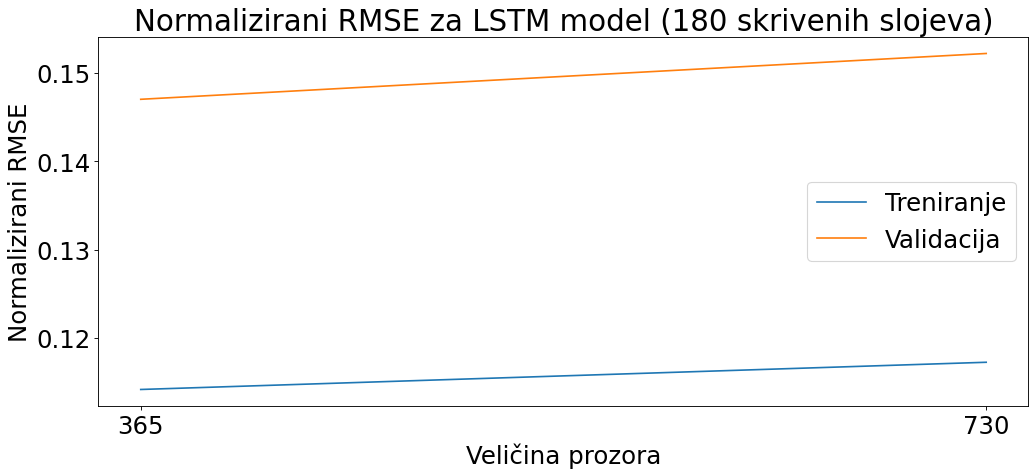 Normalizirani RMSE za LSTM model (180 skrivenih slojeva)
Normalizirani RMSE
0.15
0.14
0.13
0.12
Treniranje
Validacija
365
730
Veličina prozora